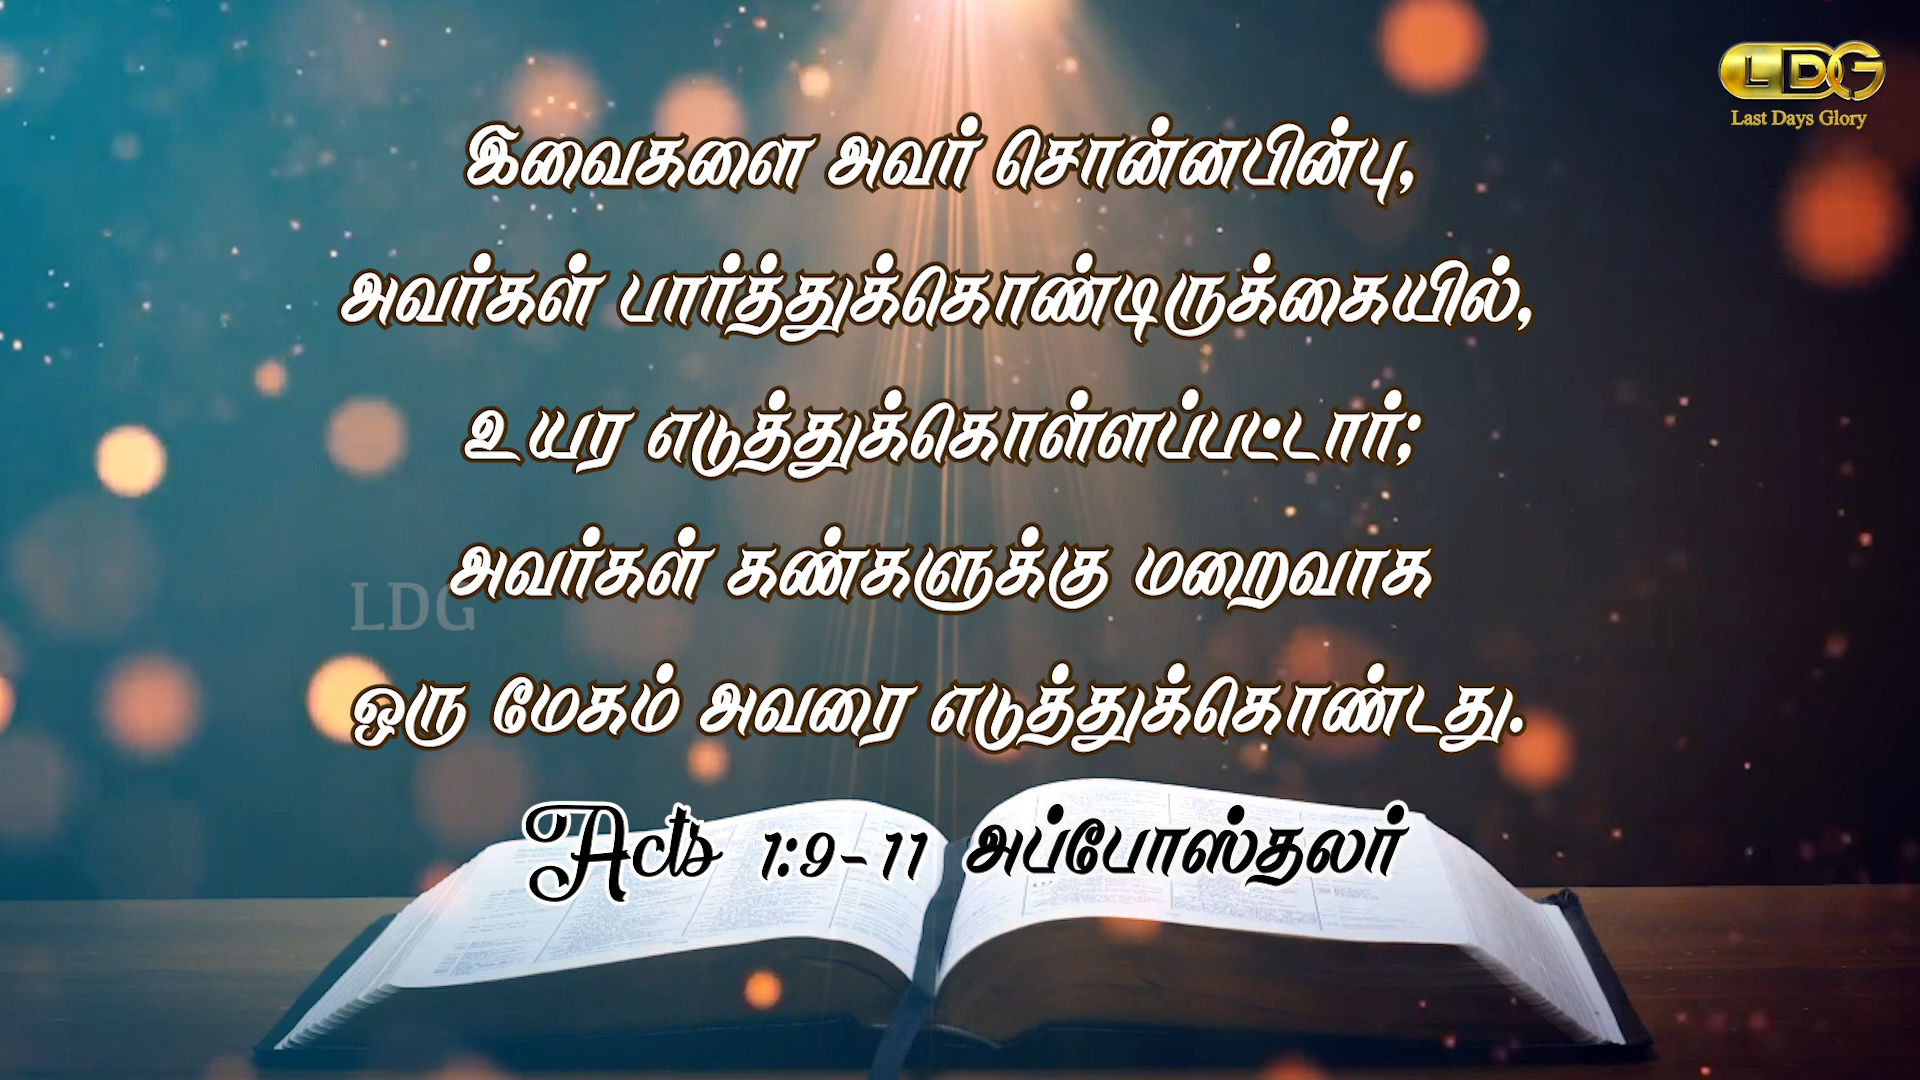 LDG
Last Days Glory
இவைகளை அவர் சொன்னபின்பு,
அவர்கள் பார்த்துக்கொண்டிருக்கையில்,
உயர எடுத்துக்கொள்ளப்பட்டார்;
அவர்கள் கண்களுக்கு மறைவாக
LDG
ஒரு மேகம் அவரை எடுத்துக்கொண்டது.
Acts 1:9-11 அப்போஸ்தலர்